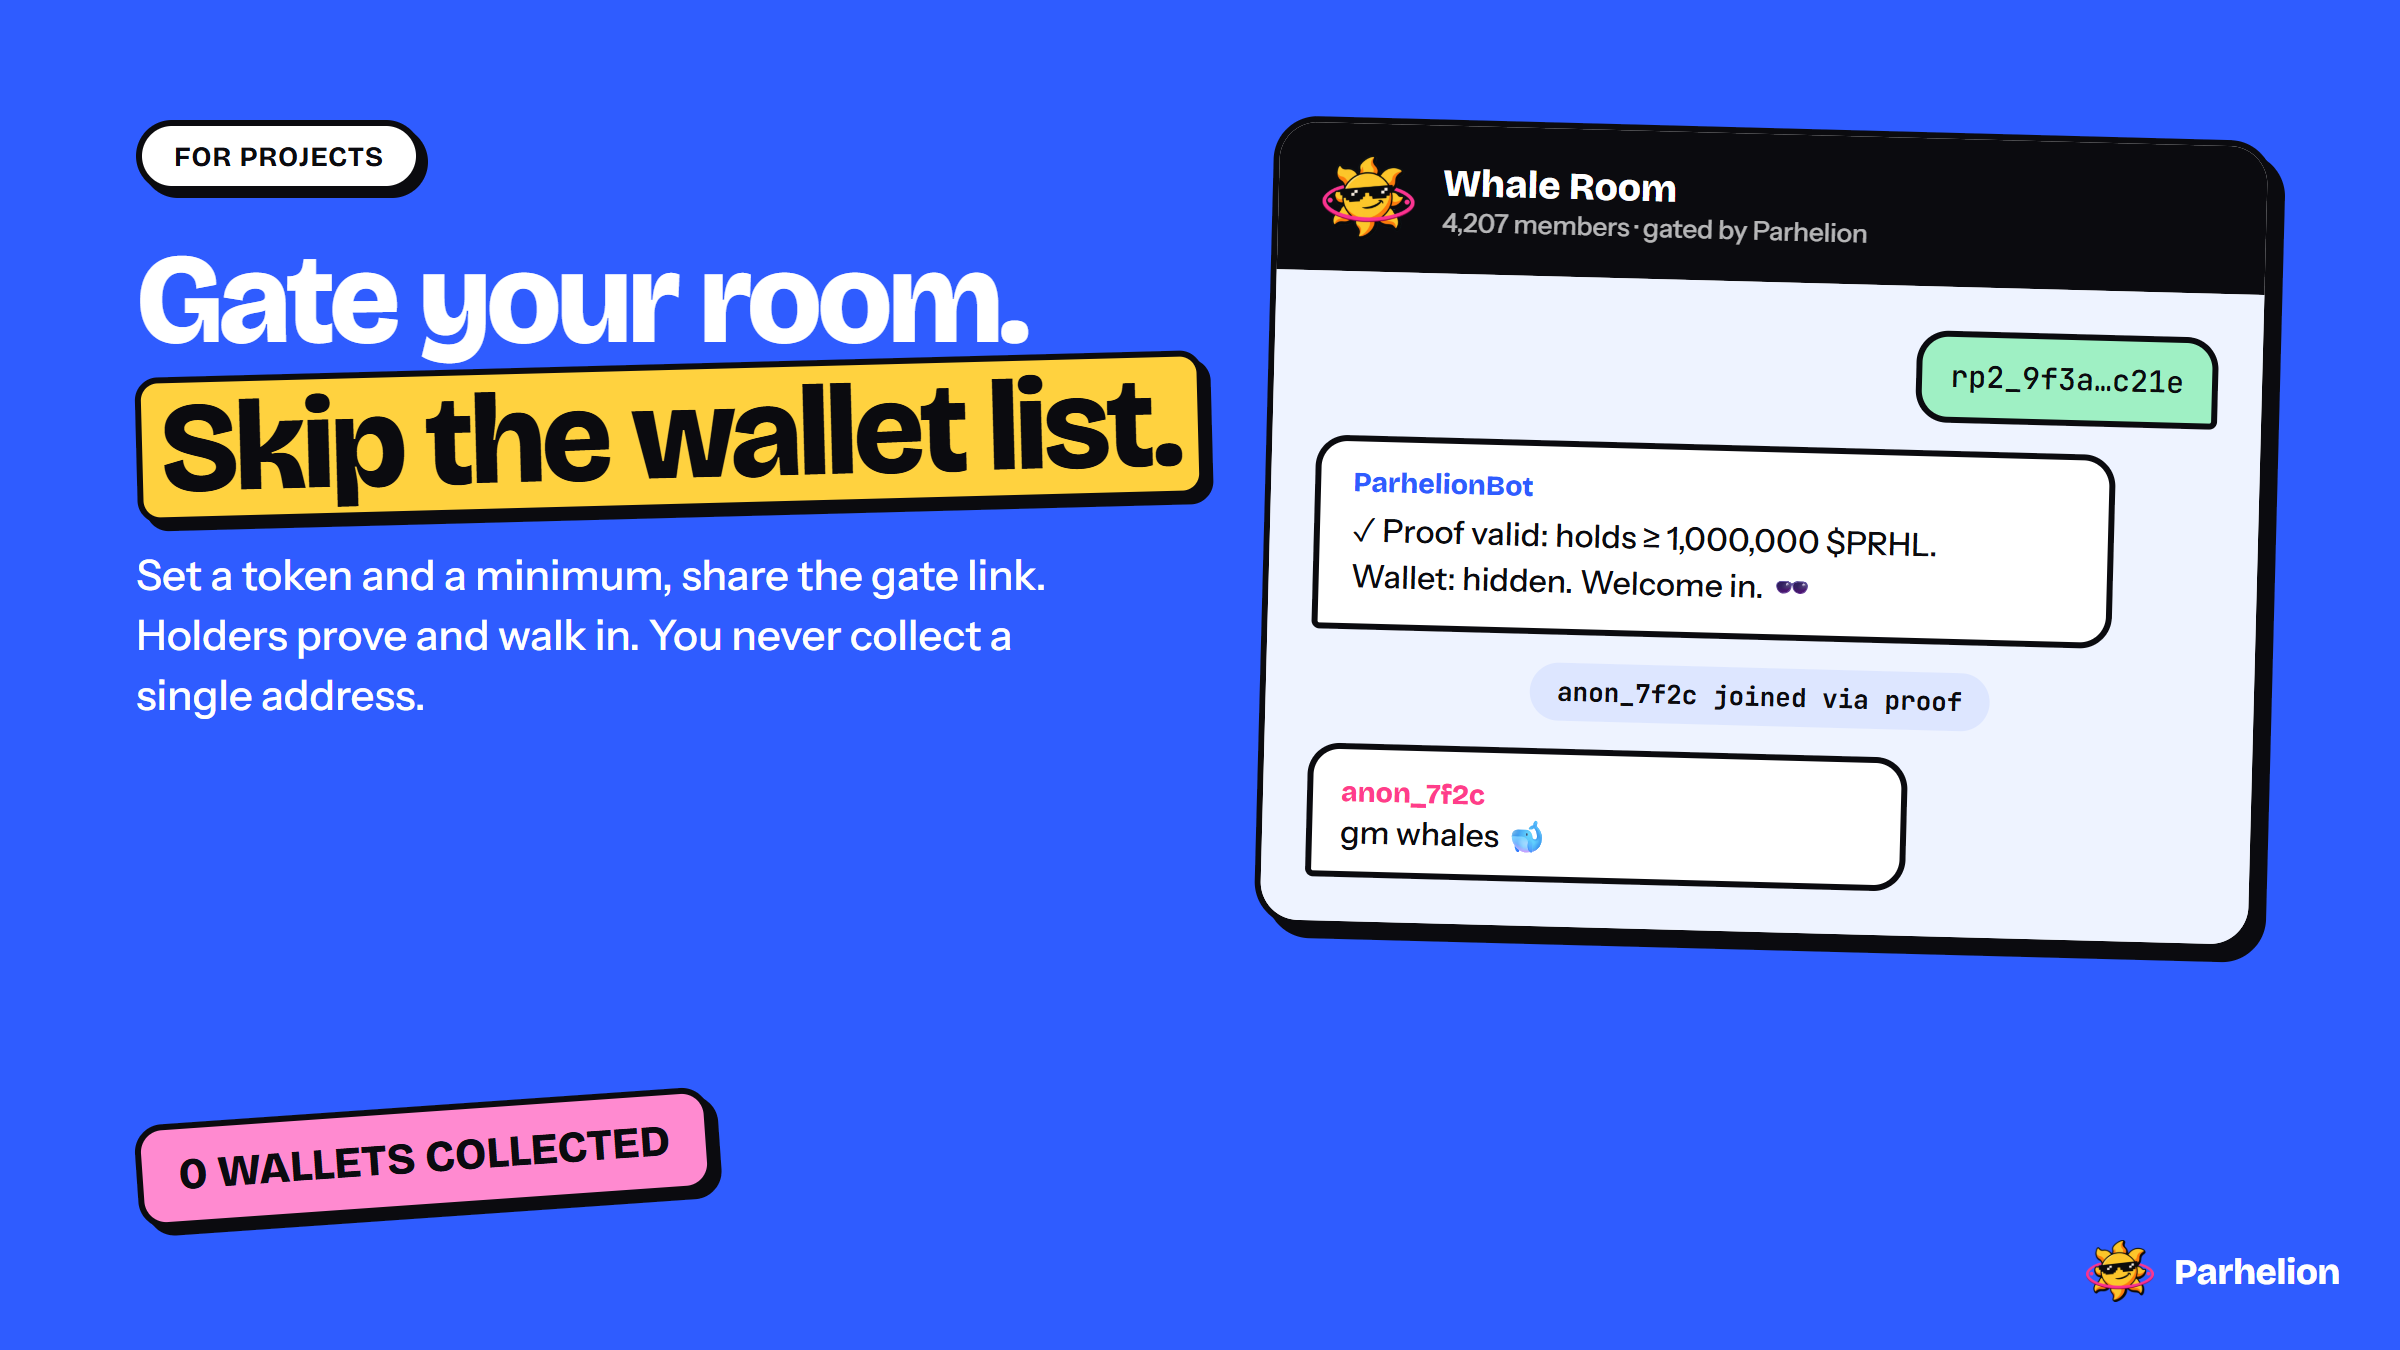 FOR PROJECTS
Gate your room.
Skip the wallet list.
Set a token and a minimum, share the gate link.
Holders prove and walk in. You never collect a
single address.
0 WALLETS COLLECTED
Whale Room
4,207 members · gated by Parhelion
rp2_9f3a…c21e
ParhelionBot
✓ Proof valid: holds ≥ 1,000,000 $PRHL.
Wallet: hidden. Welcome in. 🕶️
anon_7f2c joined via proof
anon_7f2c
gm whales 🐳
Parhelion